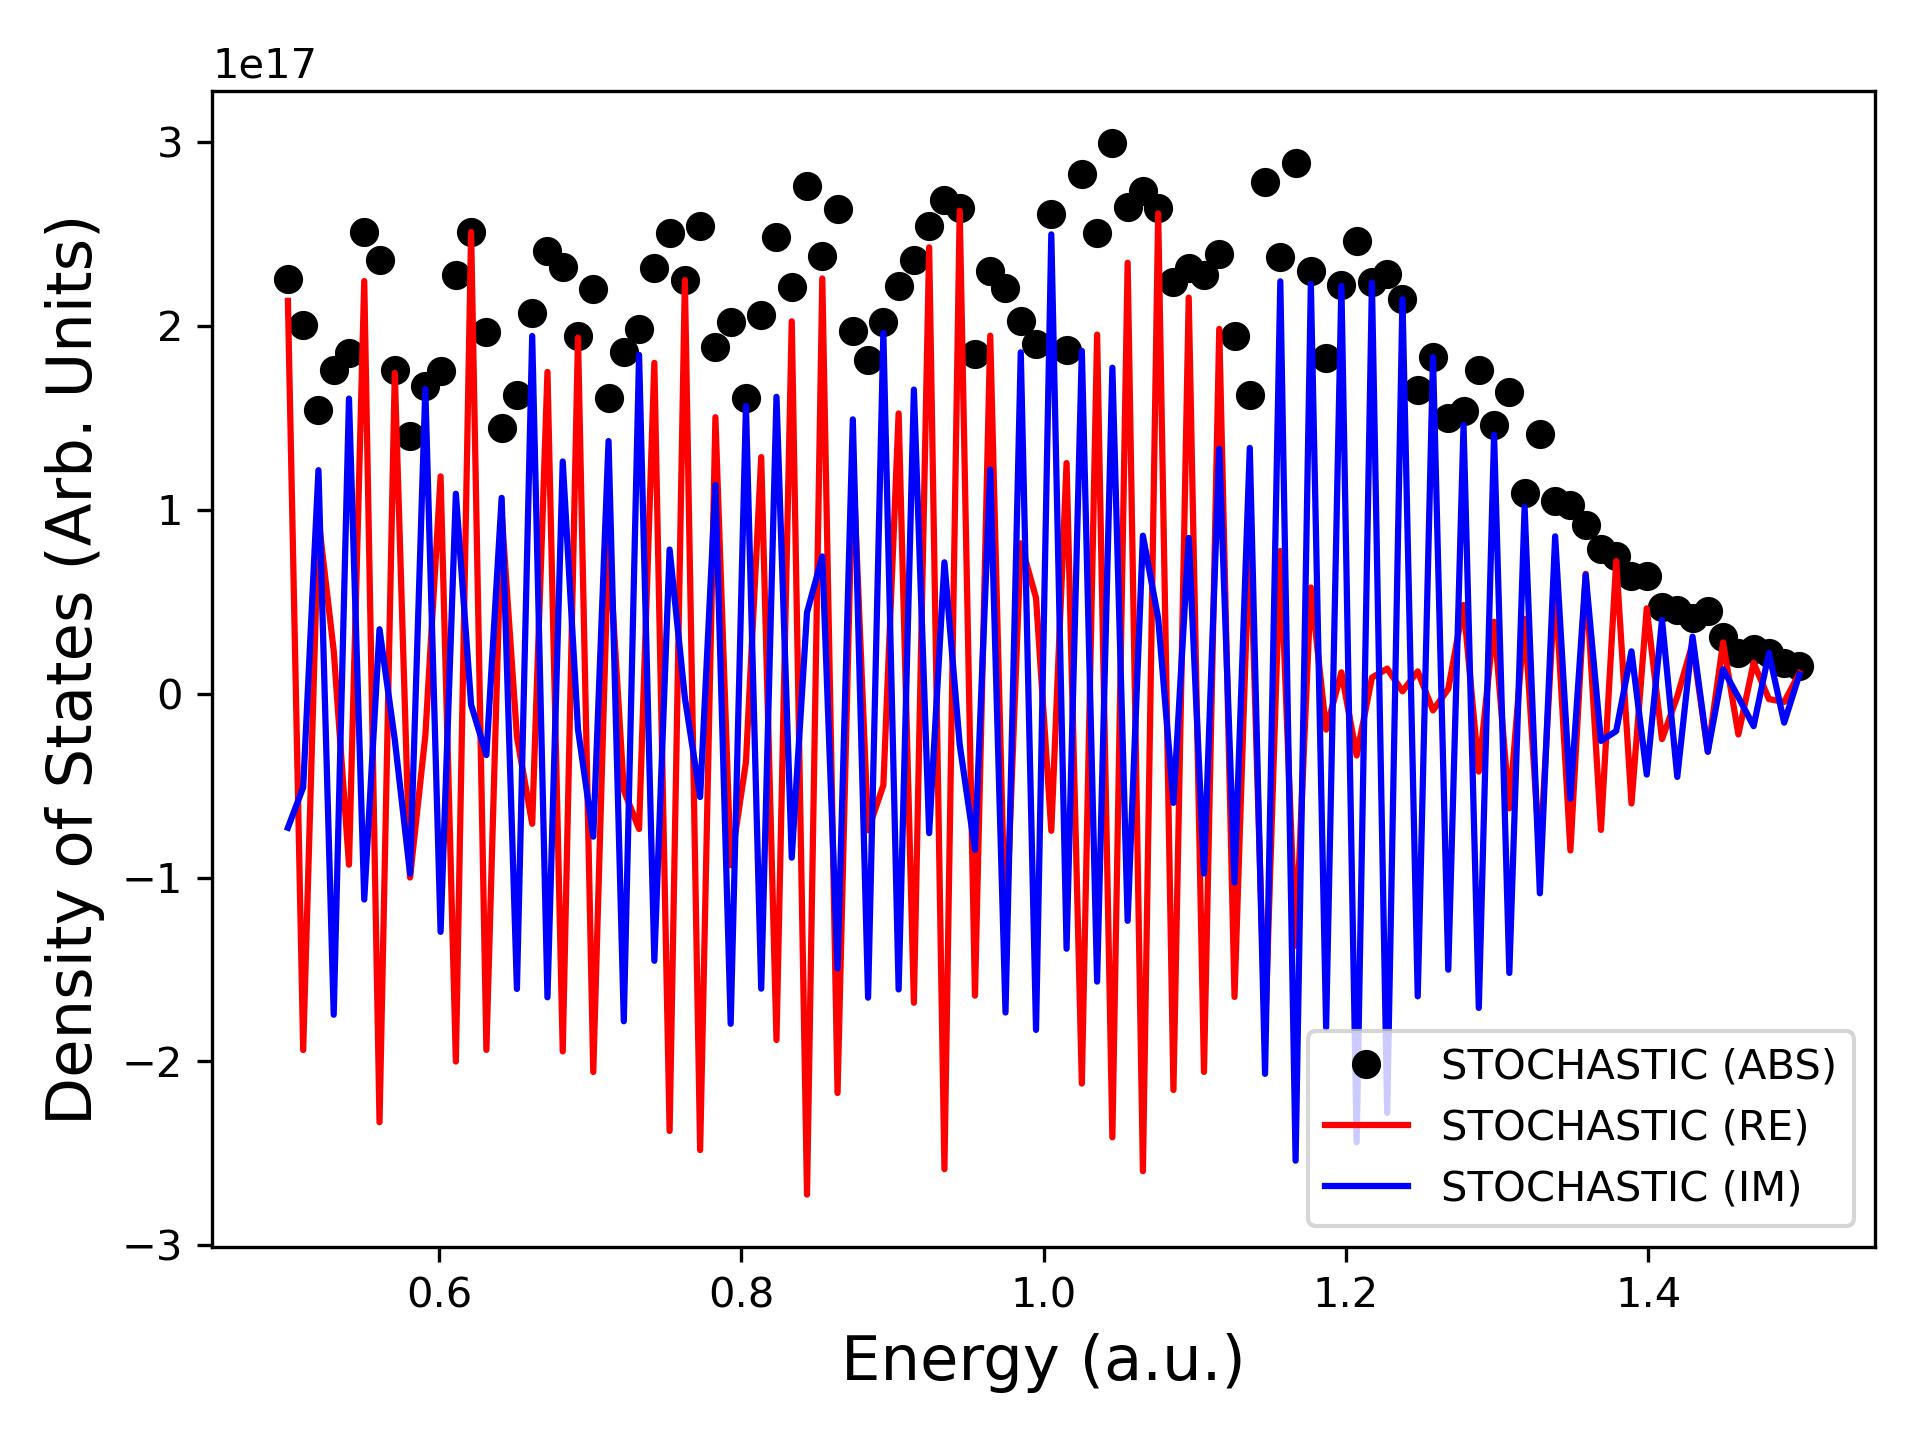 1e17
3
2
1
0
−1
−2
−3
Density of States (Arb. Units)
STOCHASTIC (ABS)
STOCHASTIC (RE)
STOCHASTIC (IM)
0.6 0.8 1.0 1.2 1.4
Energy (a.u.)